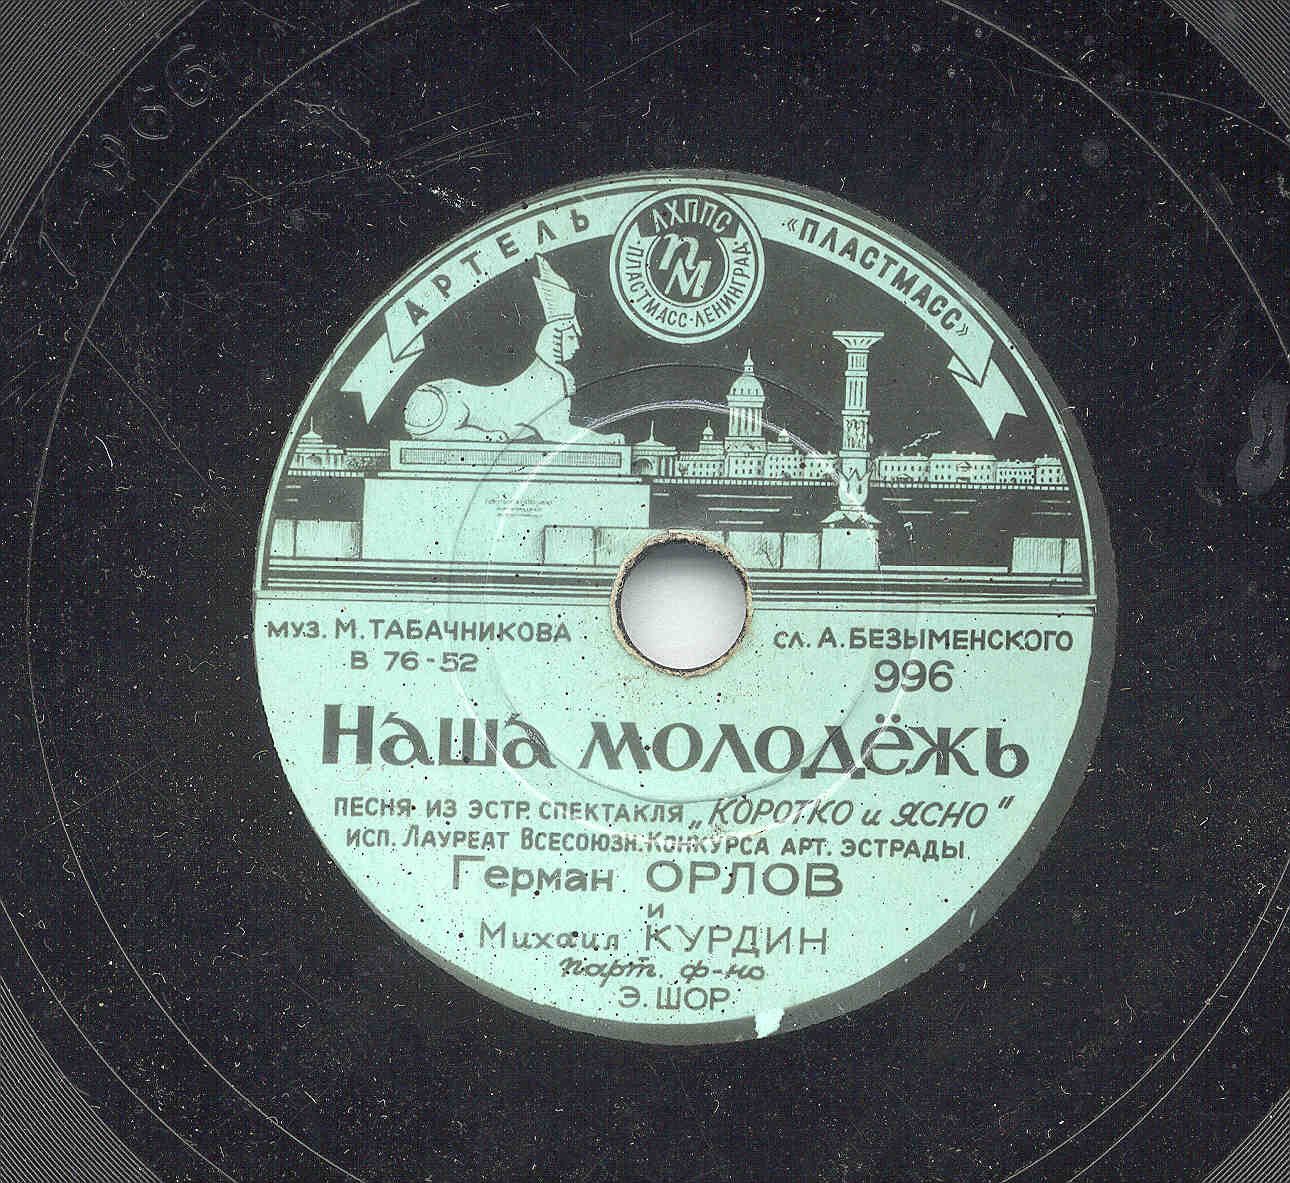 АРТЕЛЬ
ЛХППС
ПМ
ПЛАСТМАСС-ЛЕНИНГРАД
«ПЛАСТМАСС»
МУЗ. М. ТАБАЧНИКОВА
В 76-52
СЛ. А. БЕЗЫМЕНСКОГО
996
Наша молодёжь
ПЕСНЯ ИЗ ЭСТР. СПЕКТАКЛЯ „КОРОТКО и ЯСНО"
ИСП. ЛАУРЕАТ ВСЕСОЮЗН. КОНКУРСА АРТ. ЭСТРАДЫ
Герман ОРЛОВ
и
Михаил КУРДИН
парт. ф-но
Э. ШОР